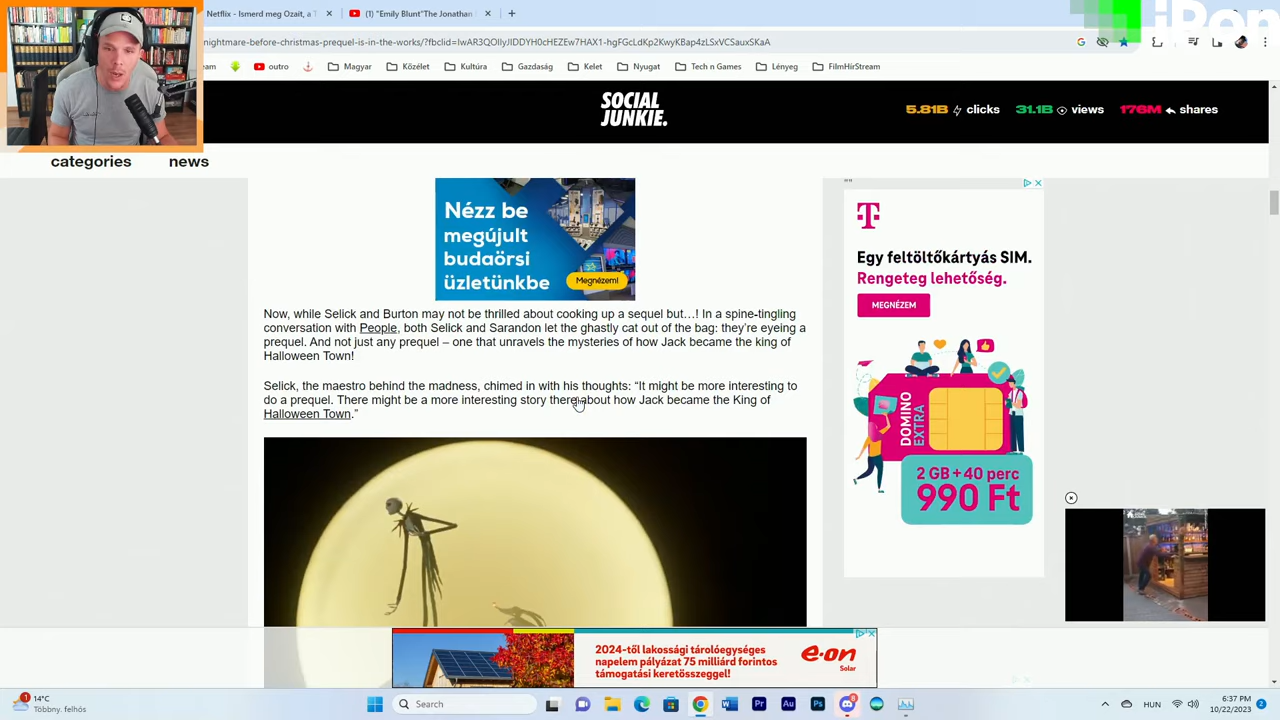 Netflix - Ismerd meg Ozait, a
(1) "Emily Blunt"The Jonathan
iPon
nightmare-before-christmas-prequel-is-in-the-works/?fbclid=
outro
Magyar
Közélet
Kultúra
Gazdaság
Kelet
Nyugat
Tech n Games
Lényeg
FilmHírStream
SOCIAL
JUNKIE.
5.81B clicks
31.1B views
176M shares
categories
news
Nézz be
megújult
budaörsi
üzletünkbe
Megnézem!
Egy feltöltőkártyás SIM.
Rengeteg lehetőség.
MEGNÉZEM
Now, while Selick and Burton may not be thrilled about cooking up a sequel but…! In a spine-tingling
conversation with People, both Selick and Sarandon let the ghastly cat out of the bag: they're eyeing a
prequel. And not just any prequel – one that unravels the mysteries of how Jack became the king of
Halloween Town!
Selick, the maestro behind the madness, chimed in with his thoughts: “It might be more interesting to
do a prequel. There might be a more interesting story there about how Jack became the King of
Halloween Town.”
DOMINO
EXTRA
2 GB + 40 perc
990 Ft
2024-től lakossági tárolóegységes
napelem pályázat 75 milliárd forintos
támogatási keretösszeggel!
e·on
Solar
1
14°C
Többny. felhős
Search
HUN
6:37 PM
10/22/2023
2